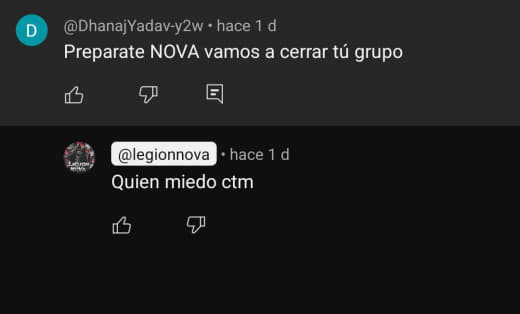 D
@DhanajYadav-y2w • hace 1 d
Preparate NOVA vamos a cerrar tú grupo
@legionnova • hace 1 d
Quien miedo ctm